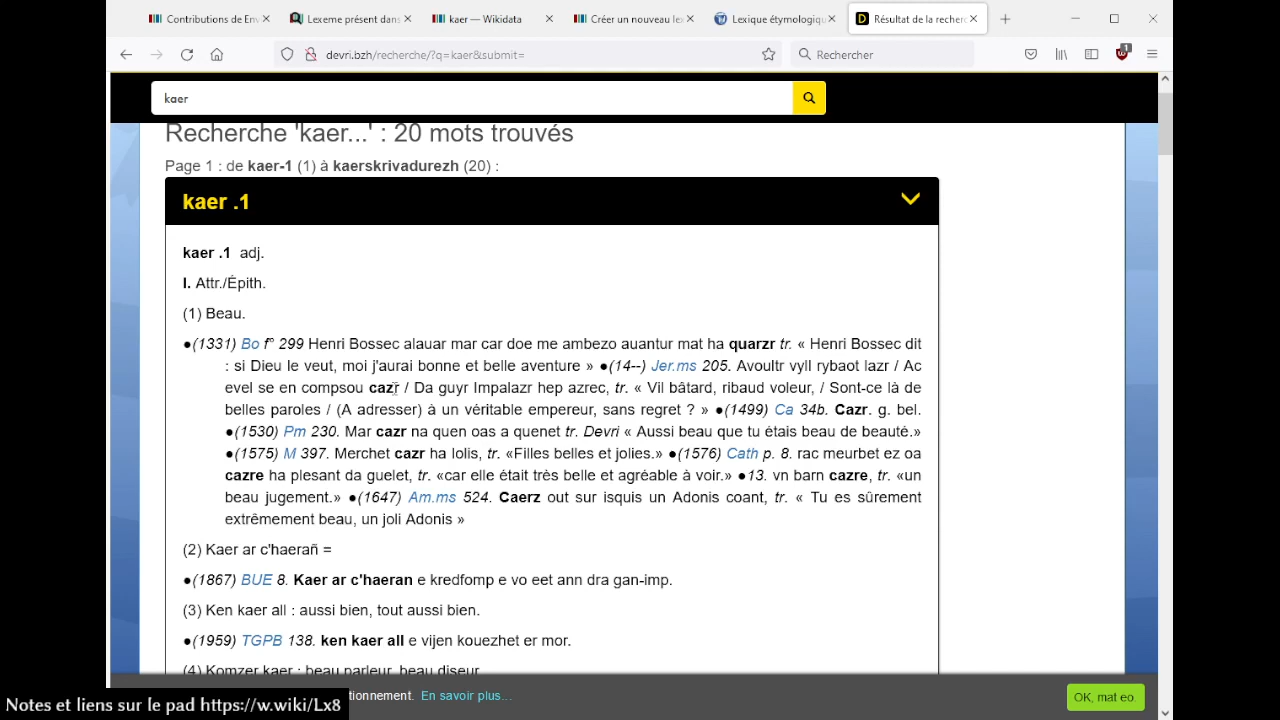 Contributions de Env
Lexeme présent dans
kaer — Wikidata
Créer un nouveau le
Lexique étymologiqu
Résultat de la recherc
devri.bzh/recherche/?q=kaer&submit=
Rechercher
1
kaer
Recherche 'kaer...' : 20 mots trouvés
Page 1 : de kaer-1 (1) à kaerskrivadurezh (20) :
kaer .1
kaer .1 adj.
I. Attr./Épith.
(1) Beau.
●(1331) Bo f° 299 Henri Bossec alauar mar car doe me ambezo auantur mat ha quarzr tr. « Henri Bossec dit
: si Dieu le veut, moi j'aurai bonne et belle aventure » ●(14--) Jer.ms 205. Avoultr vyll rybaot lazr / Ac
evel se en compsou cazr / Da guyr Impalazr hep azrec, tr. « Vil bâtard, ribaud voleur, / Sont-ce là de
belles paroles / (A adresser) à un véritable empereur, sans regret ? » ●(1499) Ca 34b. Cazr. g. bel.
●(1530) Pm 230. Mar cazr na quen oas a quenet tr. Devri « Aussi beau que tu étais beau de beauté.»
●(1575) M 397. Merchet cazr ha lolis, tr. «Filles belles et jolies.» ●(1576) Cath p. 8. rac meurbet ez oa
cazre ha plesant da guelet, tr. «car elle était très belle et agréable à voir.» ●13. vn barn cazre, tr. «un
beau jugement.» ●(1647) Am.ms 524. Caerz out sur isquis un Adonis coant, tr. « Tu es sûrement
extrêmement beau, un joli Adonis »
(2) Kaer ar c'haerañ =
●(1867) BUE 8. Kaer ar c'haeran e kredfomp e vo eet ann dra gan-imp.
(3) Ken kaer all : aussi bien, tout aussi bien.
●(1959) TGPB 138. ken kaer all e vijen kouezhet er mor.
(4) Komzer kaer : beau parleur, beau diseur
tionnement. En savoir plus...
OK, mat eo.
Notes et liens sur le pad https://w.wiki/Lx8